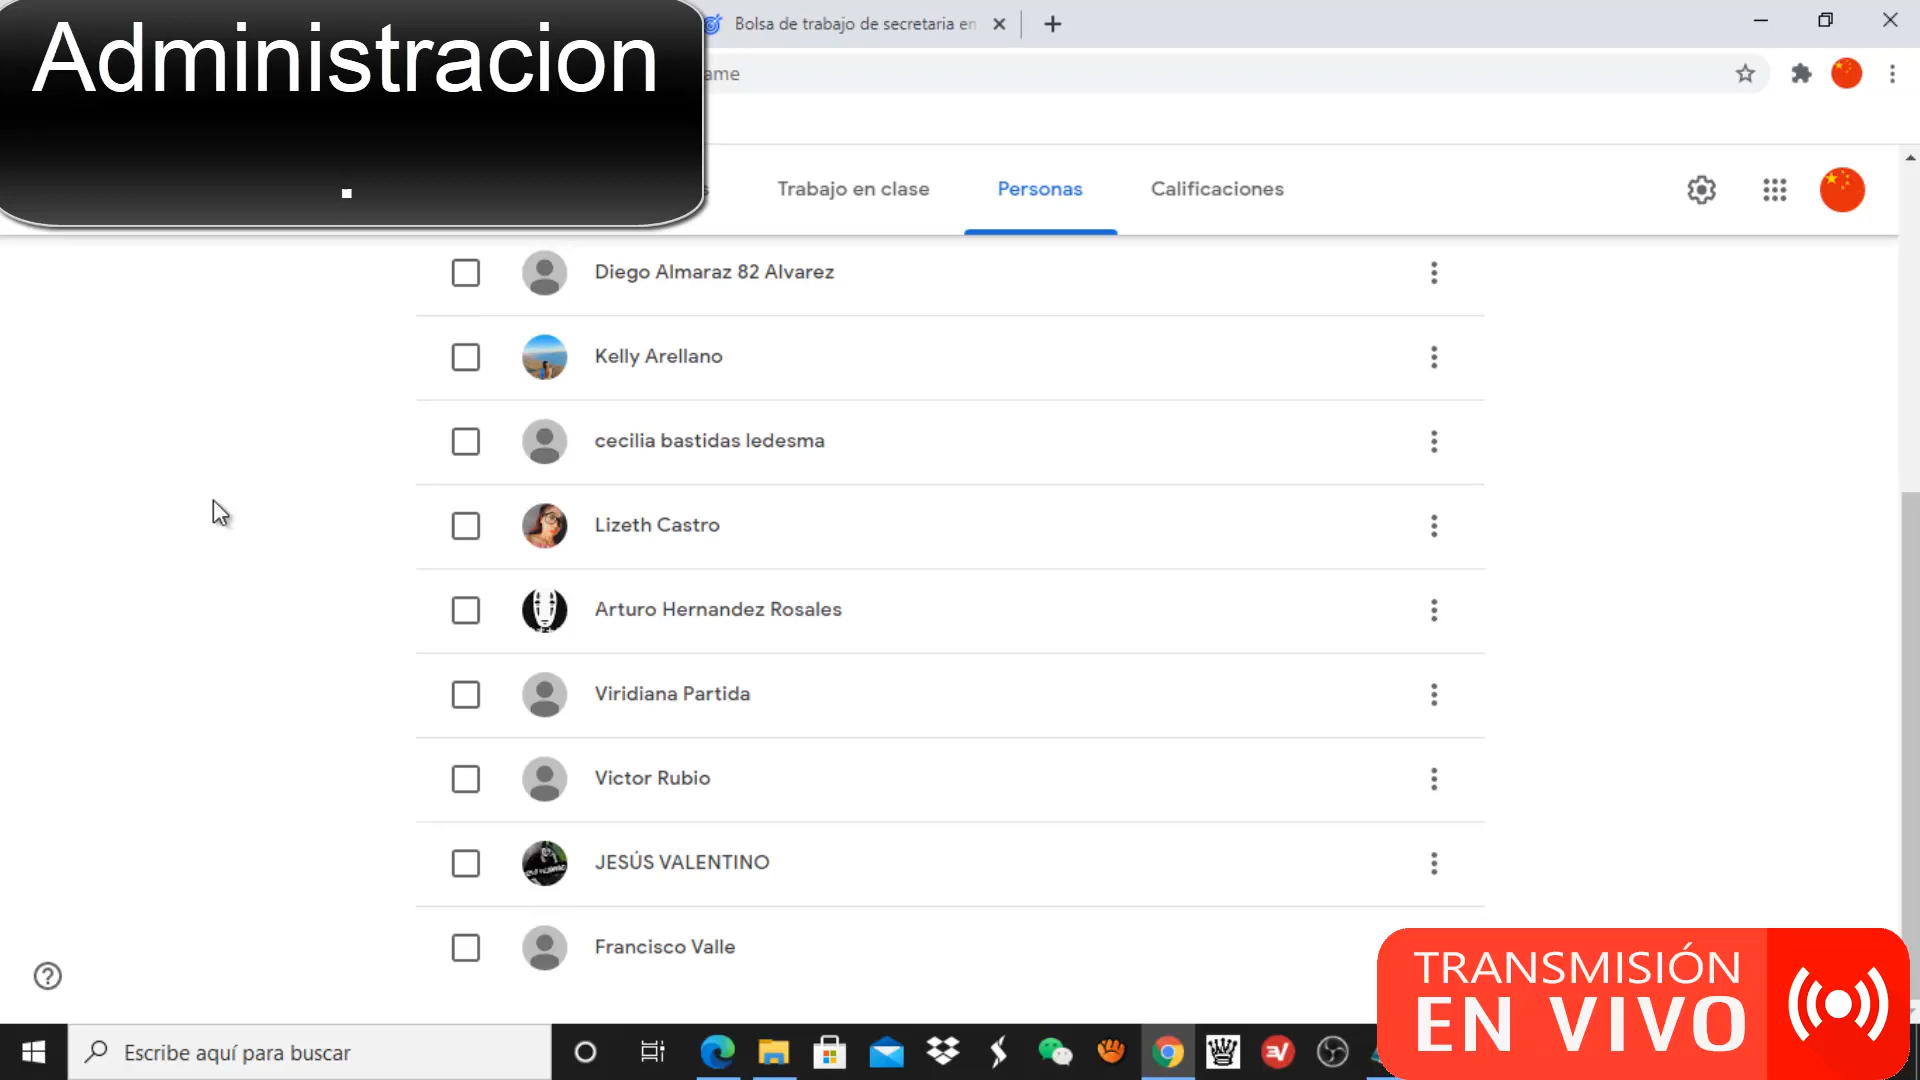 Administracion
.
Bolsa de trabajo de secretaria en
ame
s Trabajo en clase Personas Calificaciones
Diego Almaraz 82 Alvarez
Kelly Arellano
cecilia bastidas ledesma
Lizeth Castro
Arturo Hernandez Rosales
Viridiana Partida
Victor Rubio
JESÚS VALENTINO
Francisco Valle
TRANSMISIÓN
EN VIVO
Escribe aquí para buscar